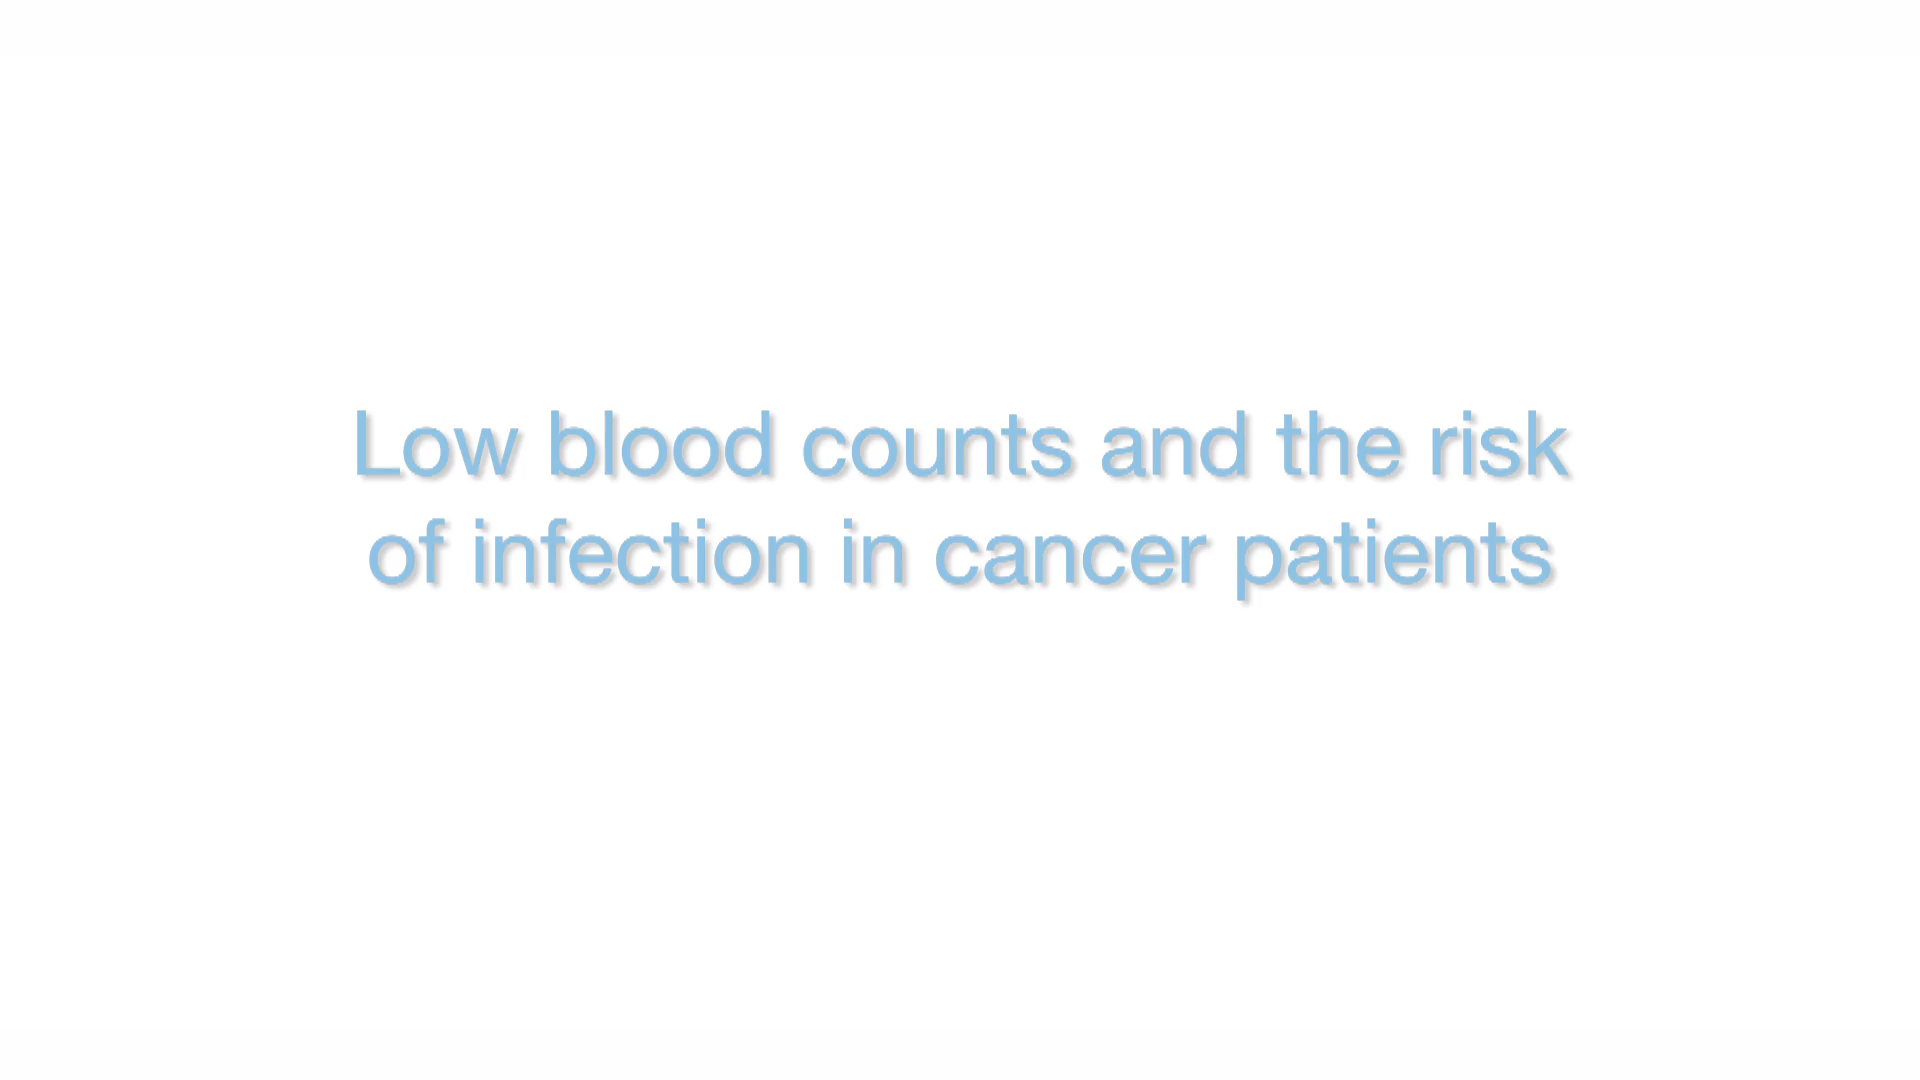 Low blood counts and the risk
of infection in cancer patients